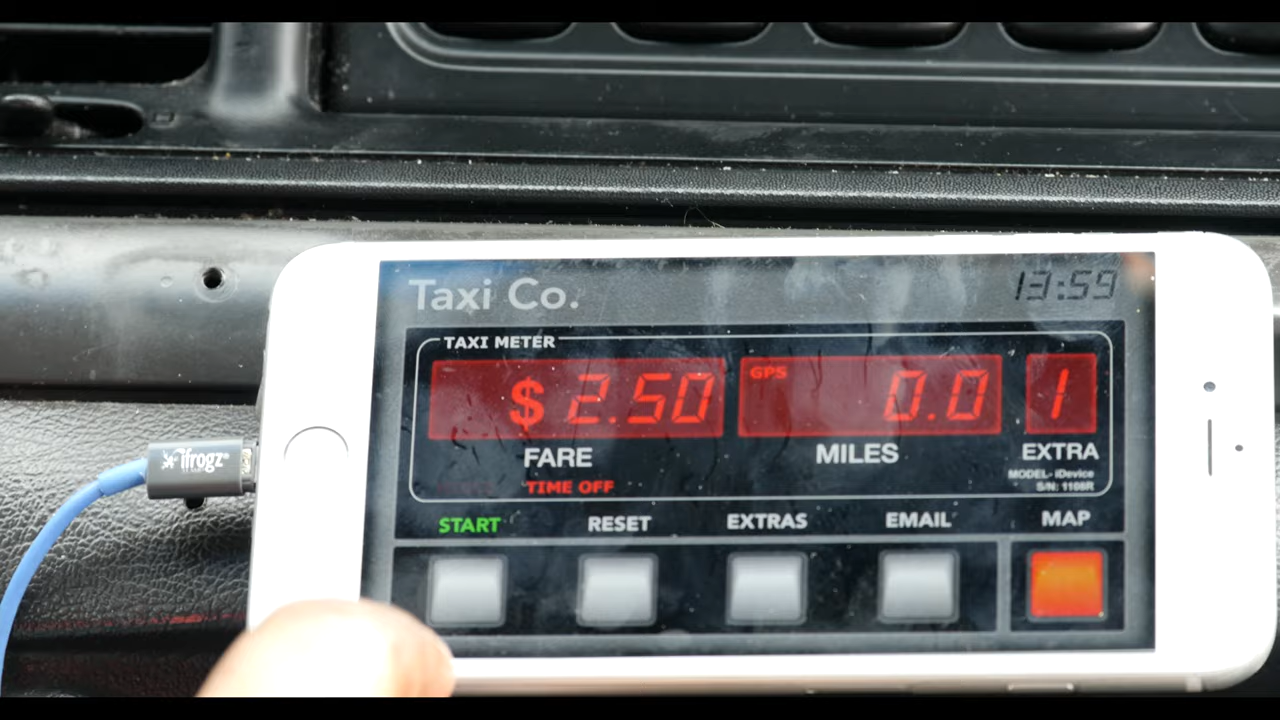 Taxi Co.
13:59
TAXI METER
$ 2.50
GPS
0.0
1
FARE
MILES
EXTRA
TIME OFF
MODEL- iDevice
S/N: 1108R
START
RESET
EXTRAS
EMAIL
MAP
ifrogz